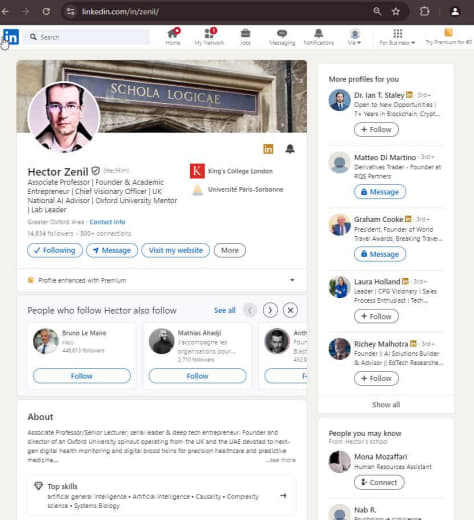 linkedin.com/in/zenil/
in
Search
Home
My Network
Jobs
Messaging
Notifications
Me
For Business
Try Premium for €0
SCHOLA LOGICAE
Hector Zenil (He/Him)
Associate Professor | Founder & Academic
Entrepreneur | Chief Visionary Officer | UK
National AI Advisor | Oxford University Mentor
| Lab Leader
Greater Oxford Area · Contact info
14,834 followers · 500+ connections
King's College London
Université Paris-Sorbonne
Following
Message
Visit my website
More
Profile enhanced with Premium
People who follow Hector also follow
See all
Bruno Le Maire
followers
Follow
Mathias Ahadji
J'accompagne les
organisations pour...
2,710 followers
Follow
Anth
Foun
Follow
About
Associate Professor/Senior Lecturer, serial leader & deep tech entrepreneur. Founder and
director of an Oxford University spinout operating from the UK and the UAE devoted to next-
gen digital health monitoring and digital blood twins for precision healthcare and predictive
medicine....
...see more
Top skills
artificial general intelligence • Artificial Intelligence • Causality • Complexity
science • Systems Biology
More profiles for you
Dr. Ian T. Staley in · 3rd+
Open to New Opportunities |
7+ Years in Blockchain, Crypt...
+ Follow
Matteo Di Martino · 3rd+
Derivatives Trader - Founder at
RQS Partners
Message
Graham Cooke in · 3rd+
President, Founder of World
Travel Awards, Breaking Travel...
Message
Laura Holland in · 3rd+
Leader | CPG Visionary | Sales
Process Enthusiast | Tech...
+ Follow
Richey Malhotra in · 3rd+
Founder || AI Solutions Builder
& Advisor || EdTech Researche...
+ Follow
Show all
People you may know
From Hector's school
Mona Mozaffari
Human Resources Assistant
Connect
Nab R.
Psychologue clinicienne